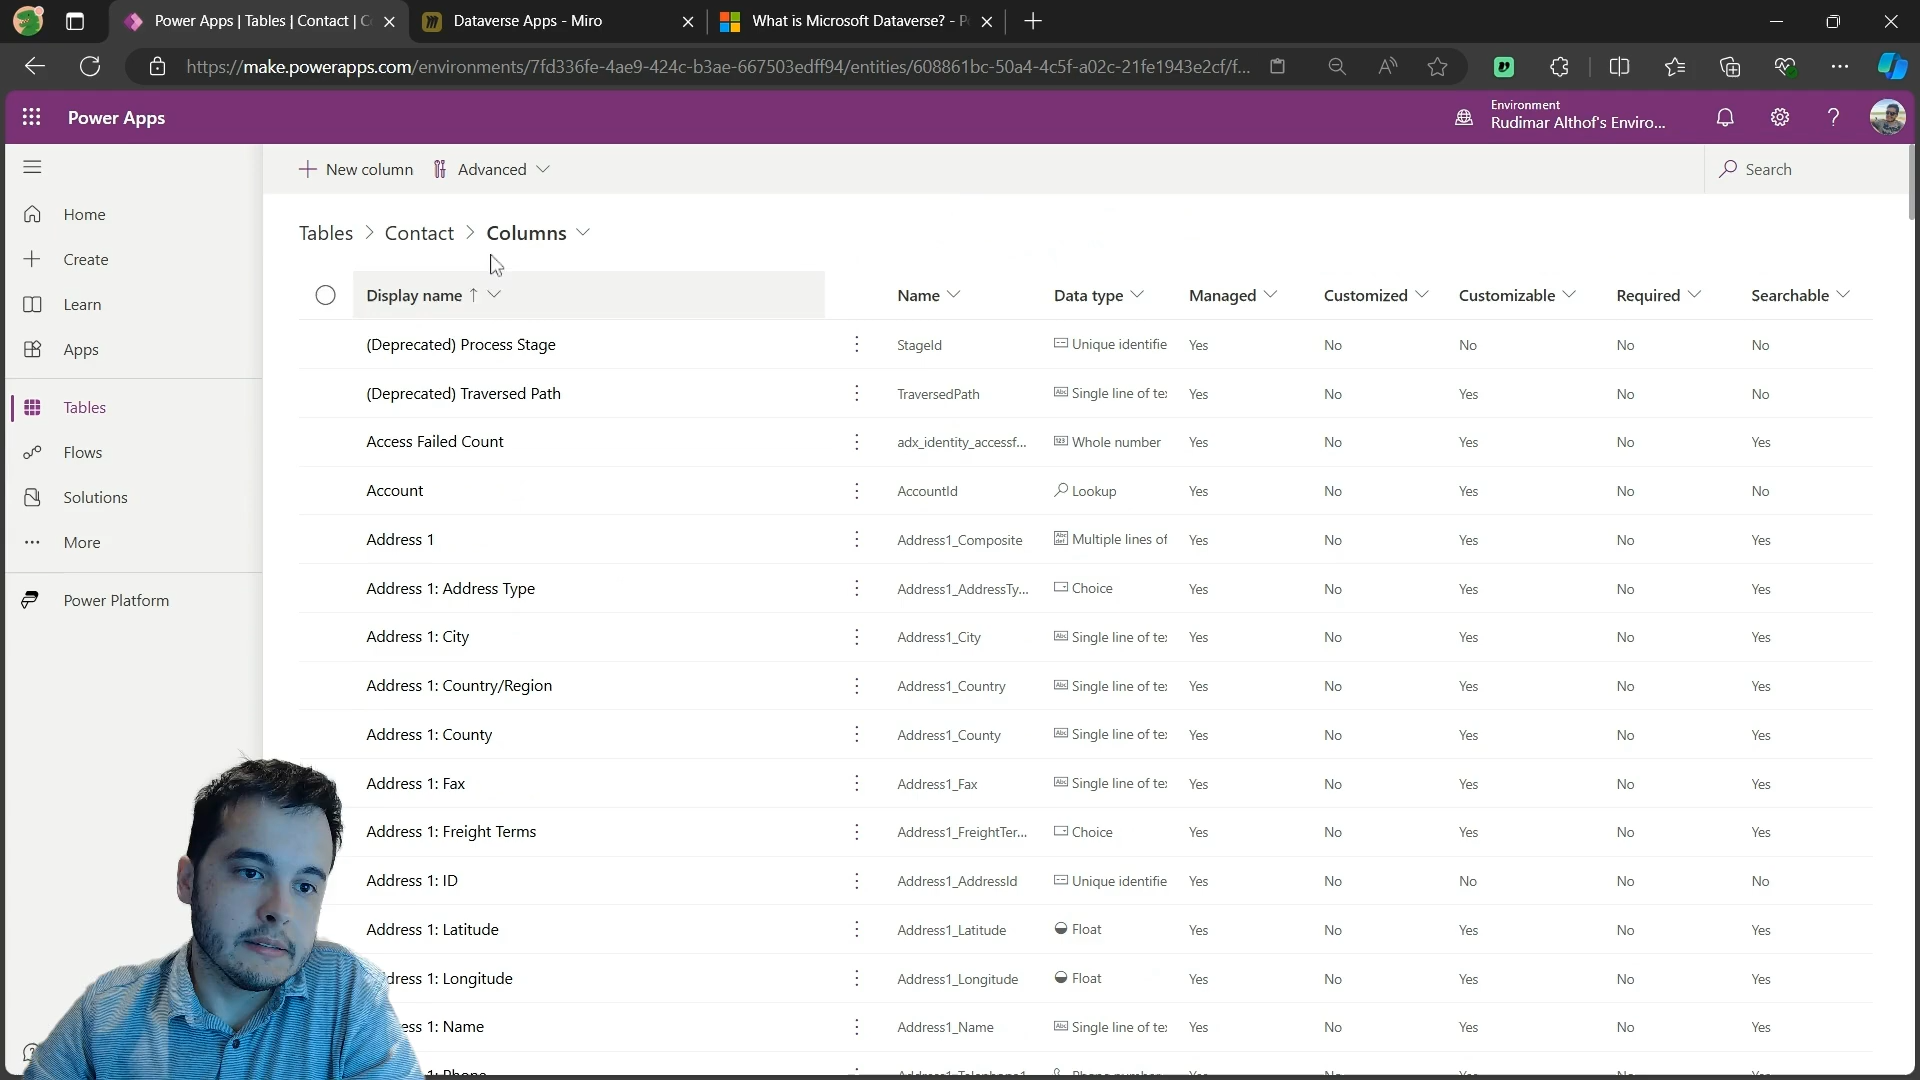 Power Apps | Tables | Contact | C
Dataverse Apps - Miro
What is Microsoft Dataverse? - P
https://make.powerapps.com/environments/7fd336fe-4ae9-424c-b3ae-667503edff94/entities/608861bc-50a4-4c5f-a02c-21fe1943e2cf/f...
Power Apps
Environment
Rudimar Althof's Enviro...
Home
Create
Learn
Apps
Tables
Flows
Solutions
More
Power Platform
New column Advanced
Search
Tables > Contact > Columns
Display name ↑ Name Data type Managed Customized Customizable Required Searchable
(Deprecated) Process Stage StageId Unique identifie Yes No No No No
(Deprecated) Traversed Path TraversedPath Single line of te Yes No Yes No No
Access Failed Count adx_identity_accessf... Whole number Yes No Yes No Yes
Account AccountId Lookup Yes No Yes No No
Address 1 Address1_Composite Multiple lines of Yes No Yes No Yes
Address 1: Address Type Address1_AddressTy... Choice Yes No Yes No Yes
Address 1: City Address1_City Single line of te Yes No Yes No Yes
Address 1: Country/Region Address1_Country Single line of te Yes No Yes No Yes
Address 1: County Address1_County Single line of te Yes No Yes No Yes
Address 1: Fax Address1_Fax Single line of te Yes No Yes No Yes
Address 1: Freight Terms Address1_FreightTer... Choice Yes No Yes No Yes
Address 1: ID Address1_AddressId Unique identifie Yes No No No No
Address 1: Latitude Address1_Latitude Float Yes No Yes No Yes
dress 1: Longitude Address1_Longitude Float Yes No Yes No Yes
ess 1: Name Address1_Name Single line of te Yes No Yes No Yes